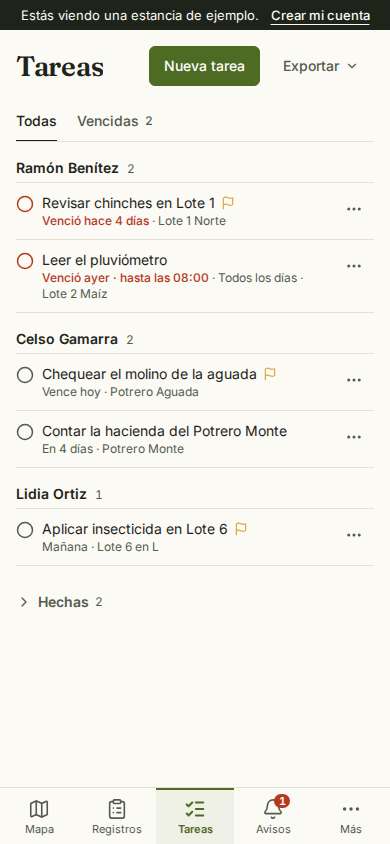 Estás viendo una estancia de ejemplo. Crear mi cuenta
Tareas
Nueva tarea
Exportar
Todas
Vencidas 2
Ramón Benítez 2
Revisar chinches en Lote 1
Venció hace 4 días · Lote 1 Norte
Leer el pluviómetro
Venció ayer · hasta las 08:00 · Todos los días ·
Lote 2 Maíz
Celso Gamarra 2
Chequear el molino de la aguada
Vence hoy · Potrero Aguada
Contar la hacienda del Potrero Monte
En 4 días · Potrero Monte
Lidia Ortiz 1
Aplicar insecticida en Lote 6
Mañana · Lote 6 en L
Hechas 2
1
Mapa
Registros
Tareas
Avisos
Más